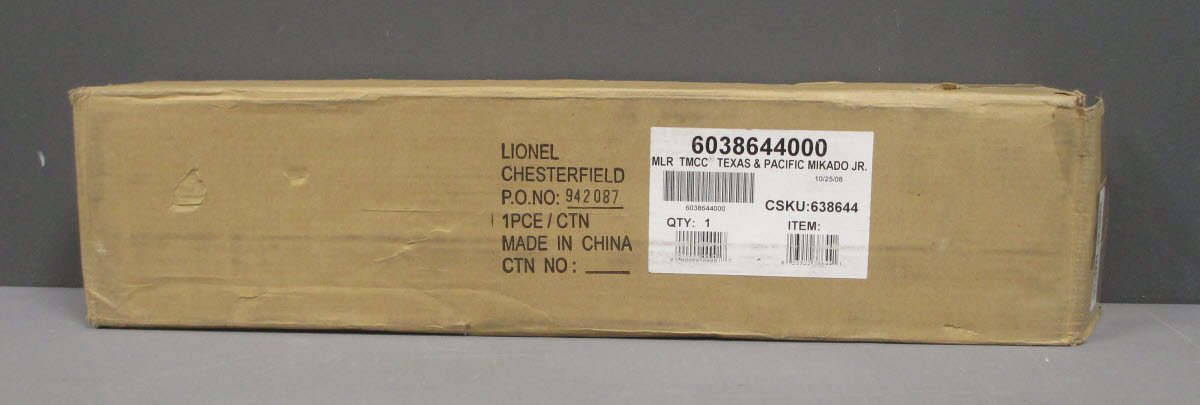 LIONEL
CHESTERFIELD
P.O.NO: 942087
1PCE / CTN
MADE IN CHINA
CTN NO :
6038644000
MLR TMCC TEXAS & PACIFIC MIKADO JR.
10/25/08
6038644000
CSKU:638644
QTY: 1
ITEM: